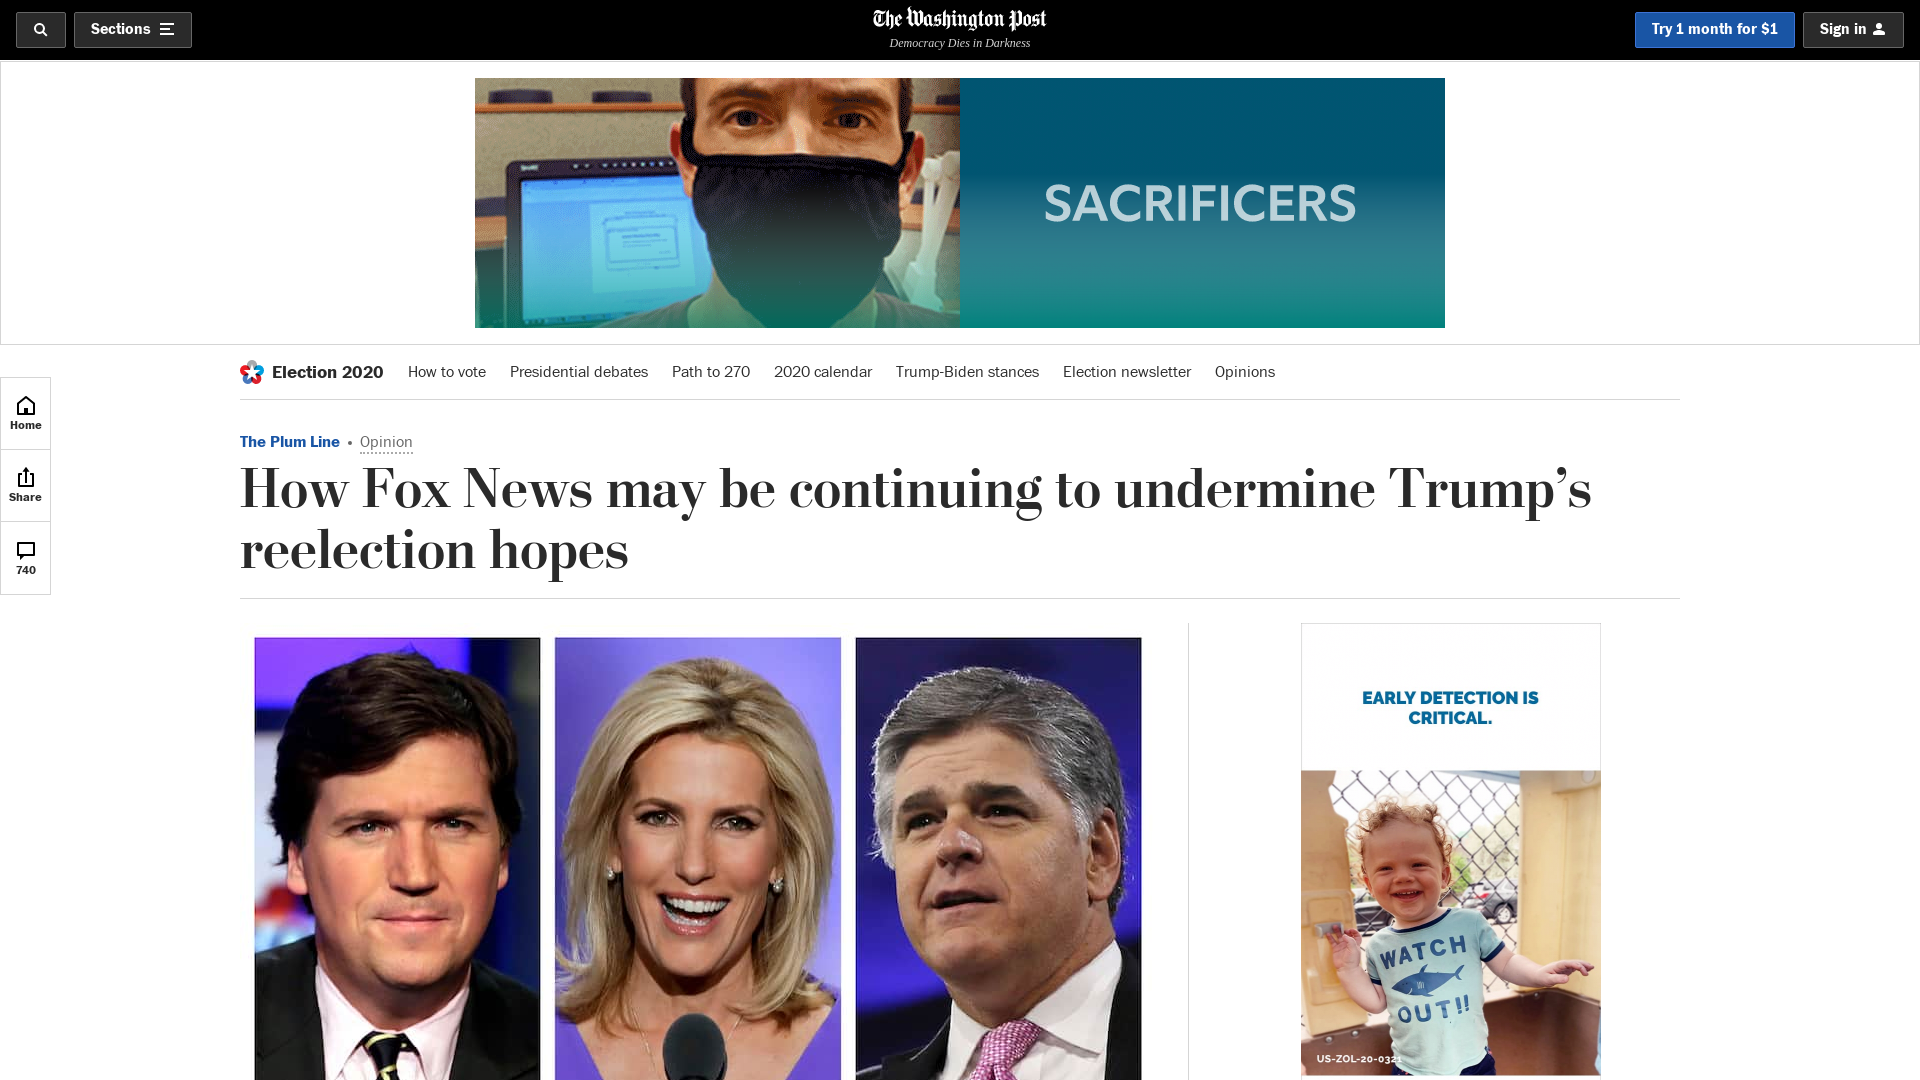 Sections
The Washington Post
Democracy Dies in Darkness
Try 1 month for $1
Sign in
SACRIFICERS
Election 2020
How to vote
Presidential debates
Path to 270
2020 calendar
Trump-Biden stances
Election newsletter
Opinions
Home
Share
740
The Plum Line • Opinion
How Fox News may be continuing to undermine Trump’s
reelection hopes
EARLY DETECTION IS
CRITICAL.
WATCH
OUT!!
US-ZOL-20-0321